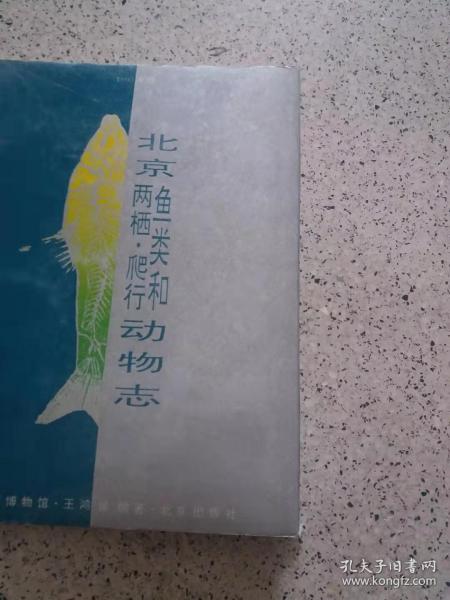 北京
鱼类和
两栖·爬行
动物志
博物馆·王鸿
编著·北京出版社
孔夫子旧书网
www.kongfz.com